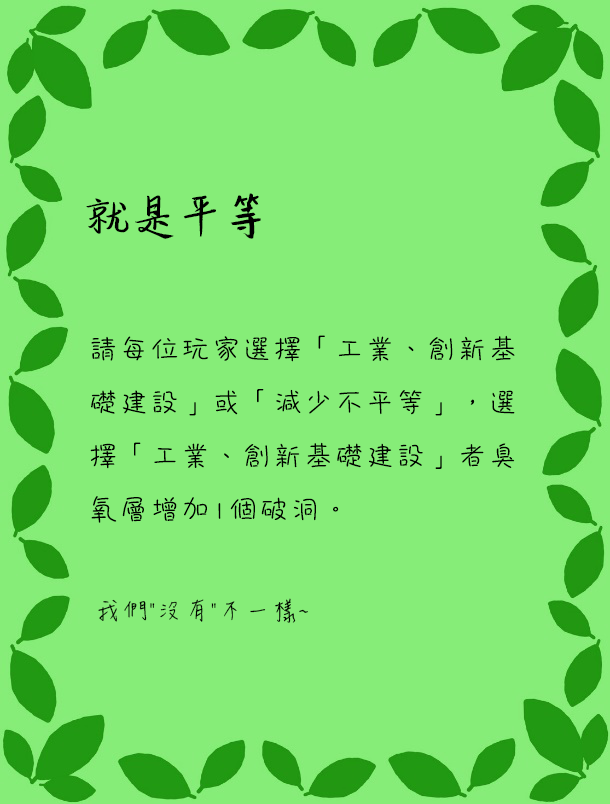 就是平等
請每位玩家選擇「工業、創新基
礎建設」或「減少不平等」，選
擇「工業、創新基礎建設」者臭
氧層增加1個破洞。
我們"沒有"不一樣~